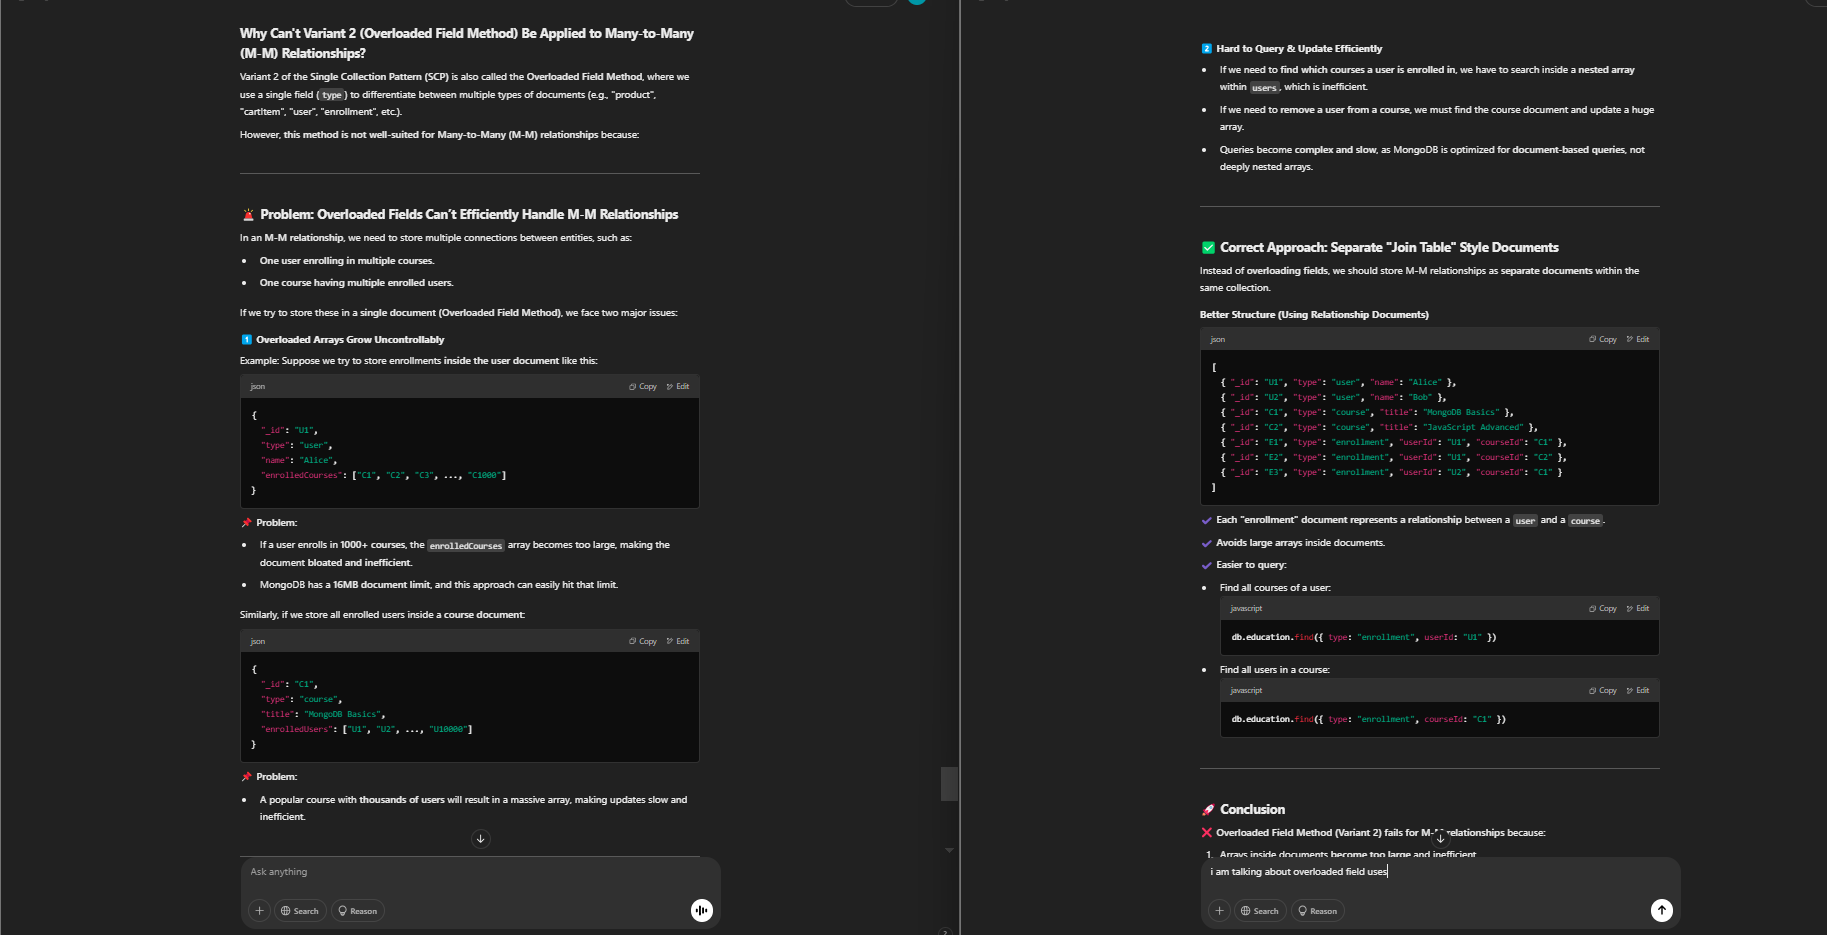 Why Can't Variant 2 (Overloaded Field Method) Be Applied to Many-to-Many
(M-M) Relationships?
Variant 2 of the Single Collection Pattern (SCP) is also called the Overloaded Field Method, where we
use a single field (type) to differentiate between multiple types of documents (e.g., "product",
"cartItem", "user", "enrollment", etc.).
However, this method is not well-suited for Many-to-Many (M-M) relationships because:
Problem: Overloaded Fields Can't Efficiently Handle M-M Relationships
In an M-M relationship, we need to store multiple connections between entities, such as:
• One user enrolling in multiple courses.
• One course having multiple enrolled users.
If we try to store these in a single document (Overloaded Field Method), we face two major issues:
1 Overloaded Arrays Grow Uncontrollably
Example: Suppose we try to store enrollments inside the user document like this:
json Copy Edit
{
"_id": "U1",
"type": "user",
"name": "Alice",
"enrolledCourses": ["C1", "C2", "C3", ..., "C1000"]
}
Problem:
• If a user enrolls in 1000+ courses, the enrolledCourses array becomes too large, making the
document bloated and inefficient.
• MongoDB has a 16MB document limit, and this approach can easily hit that limit.
Similarly, if we store all enrolled users inside a course document:
json Copy Edit
{
"_id": "C1",
"type": "course",
"title": "MongoDB Basics",
"enrolledUsers": ["U1", "U2", ..., "U10000"]
}
Problem:
• A popular course with thousands of users will result in a massive array, making updates slow and
inefficient.
Ask anything
Search Reason
2 Hard to Query & Update Efficiently
• If we need to find which courses a user is enrolled in, we have to search inside a nested array
within users, which is inefficient.
• If we need to remove a user from a course, we must find the course document and update a huge
array.
• Queries become complex and slow, as MongoDB is optimized for document-based queries, not
deeply nested arrays.
Correct Approach: Separate "Join Table" Style Documents
Instead of overloading fields, we should store M-M relationships as separate documents within the
same collection.
Better Structure (Using Relationship Documents)
json Copy Edit
[
{ "_id": "U1", "type": "user", "name": "Alice" },
{ "_id": "U2", "type": "user", "name": "Bob" },
{ "_id": "C1", "type": "course", "title": "MongoDB Basics" },
{ "_id": "C2", "type": "course", "title": "JavaScript Advanced" },
{ "_id": "E1", "type": "enrollment", "userId": "U1", "courseId": "C1" },
{ "_id": "E2", "type": "enrollment", "userId": "U1", "courseId": "C2" },
{ "_id": "E3", "type": "enrollment", "userId": "U2", "courseId": "C1" }
]
Each "enrollment" document represents a relationship between a user and a course.
Avoids large arrays inside documents.
Easier to query:
• Find all courses of a user:
javascript Copy Edit
db.education.find({ type: "enrollment", userId: "U1" })
• Find all users in a course:
javascript Copy Edit
db.education.find({ type: "enrollment", courseId: "C1" })
Conclusion
Overloaded Field Method (Variant 2) fails for M-M relationships because:
1. Arrays inside documents become too large and inefficient
i am talking about overloaded field uses
Search Reason